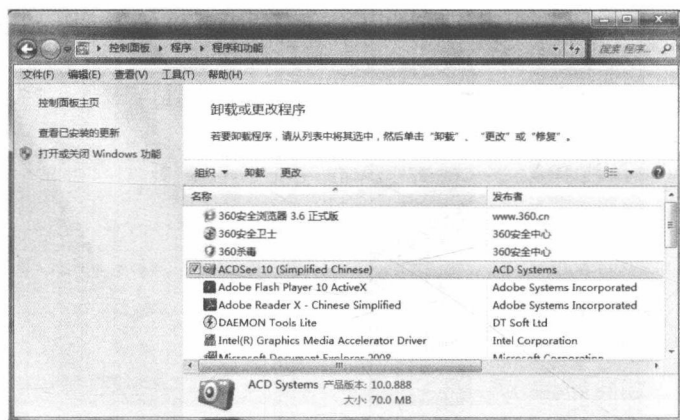 控制面板 ▸ 程序 ▸ 程序和功能
搜索 程序...
文件(F) 编辑(E) 查看(V) 工具(T) 帮助(H)
控制面板主页
查看已安装的更新
打开或关闭 Windows 功能
卸载或更改程序
若要卸载程序，请从列表中将其选中，然后单击“卸载”、“更改”或“修复”。
组织 卸载 更改
名称 发布者
360安全浏览器 3.6 正式版 www.360.cn
360安全卫士 360安全中心
360杀毒 360安全中心
ACDSee 10 (Simplified Chinese) ACD Systems
Adobe Flash Player 10 ActiveX Adobe Systems Incorporated
Adobe Reader X - Chinese Simplified Adobe Systems Incorporated
DAEMON Tools Lite DT Soft Ltd
Intel(R) Graphics Media Accelerator Driver Intel Corporation
Microsoft Document Explorer 2008 Microsoft Corporation
ACD Systems 产品版本: 10.0.888
大小: 70.0 MB